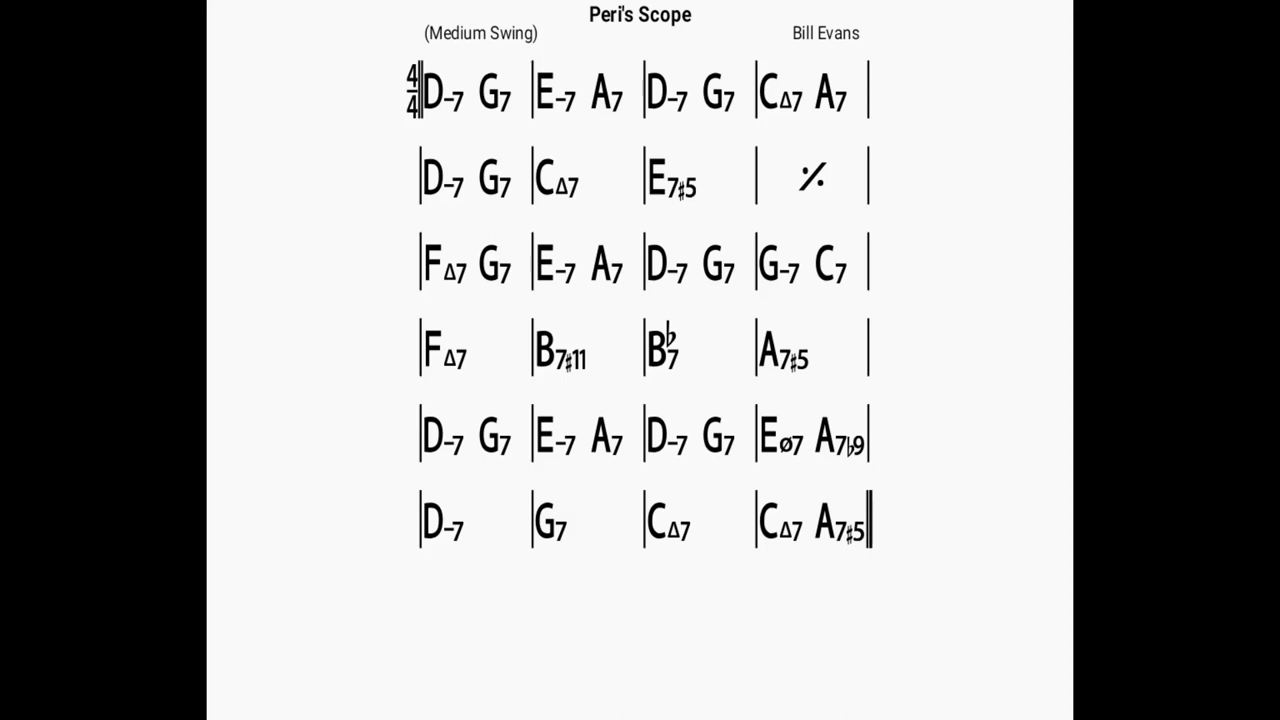 Peri's Scope
(Medium Swing) Bill Evans
4/4 D-7 G7 | E-7 A7 | D-7 G7 | CΔ7 A7 |
| D-7 G7 | CΔ7 | E7♯5 | 𝄎 |
| FΔ7 G7 | E-7 A7 | D-7 G7 | G-7 C7 |
| FΔ7 | B7♯11 | B♭7 | A7♯5 |
| D-7 G7 | E-7 A7 | D-7 G7 | Eø7 A7♭9 |
| D-7 | G7 | CΔ7 | CΔ7 A7♯5 ‖